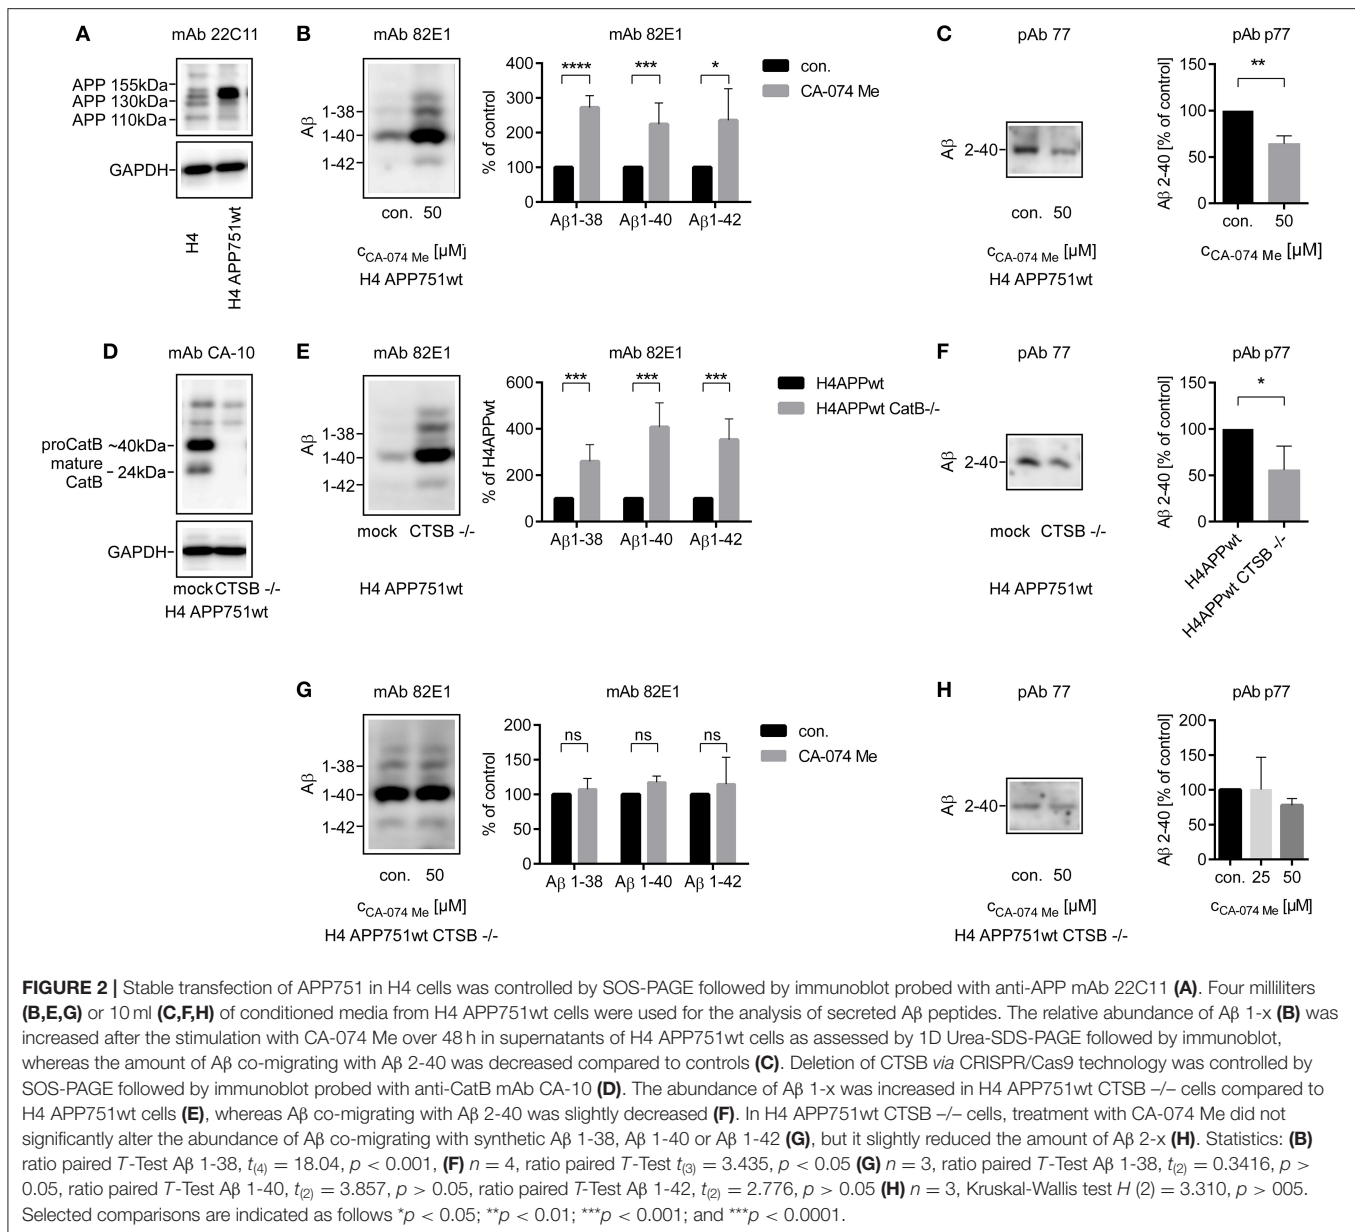 A
mAb 22C11
APP 155kDa
APP 130kDa
APP 110kDa
GAPDH
H4
H4 APP751wt
B
mAb 82E1
Aβ
1-38
1-40
1-42
con. 50
cCA-074 Me [µM]
H4 APP751wt
mAb 82E1
% of control
400
300
200
100
0
**** *** *
Aβ1-38 Aβ1-40 Aβ1-42
con.
CA-074 Me
C
pAb 77
Aβ
2-40
con. 50
cCA-074 Me [µM]
H4 APP751wt
pAb p77
Aβ 2-40 [% of control]
150
100
50
0
**
con. 50
cCA-074 Me [µM]
D
mAb CA-10
proCatB ~40kDa
mature
CatB
24kDa
GAPDH
mock CTSB -/-
H4 APP751wt
E
mAb 82E1
Aβ
1-38
1-40
1-42
mock CTSB -/-
H4 APP751wt
mAb 82E1
% of H4APPwt
600
400
200
0
*** *** ***
Aβ1-38 Aβ1-40 Aβ1-42
H4APPwt
H4APPwt CatB-/-
F
pAb 77
Aβ
2-40
mock CTSB -/-
H4 APP751wt
pAb p77
Aβ 2-40 [% of control]
150
100
50
0
*
H4APPwt
H4APPwt CTSB -/-
G
mAb 82E1
Aβ
1-38
1-40
1-42
con. 50
cCA-074 Me [µM]
H4 APP751wt CTSB -/-
mAb 82E1
% of control
200
150
100
50
0
ns ns ns
Aβ 1-38 Aβ 1-40 Aβ 1-42
con.
CA-074 Me
H
pAb 77
Aβ
2-40
con. 50
cCA-074 Me [µM]
H4 APP751wt CTSB -/-
pAb p77
Aβ 2-40 [% of control]
200
150
100
50
0
con. 25 50
cCA-074 Me [µM]
FIGURE 2 | Stable transfection of APP751 in H4 cells was controlled by SOS-PAGE followed by immunoblot probed with anti-APP mAb 22C11 (A). Four milliliters
(B,E,G) or 10 ml (C,F,H) of conditioned media from H4 APP751wt cells were used for the analysis of secreted Aβ peptides. The relative abundance of Aβ 1-x (B) was
increased after the stimulation with CA-074 Me over 48 h in supernatants of H4 APP751wt cells as assessed by 1D Urea-SDS-PAGE followed by immunoblot,
whereas the amount of Aβ co-migrating with Aβ 2-40 was decreased compared to controls (C). Deletion of CTSB via CRISPR/Cas9 technology was controlled by
SOS-PAGE followed by immunoblot probed with anti-CatB mAb CA-10 (D). The abundance of Aβ 1-x was increased in H4 APP751wt CTSB –/– cells compared to
H4 APP751wt cells (E), whereas Aβ co-migrating with Aβ 2-40 was slightly decreased (F). In H4 APP751wt CTSB –/– cells, treatment with CA-074 Me did not
significantly alter the abundance of Aβ co-migrating with synthetic Aβ 1-38, Aβ 1-40 or Aβ 1-42 (G), but it slightly reduced the amount of Aβ 2-x (H). Statistics: (B)
ratio paired T-Test Aβ 1-38, t(4) = 18.04, p < 0.001, (F) n = 4, ratio paired T-Test t(3) = 3.435, p < 0.05 (G) n = 3, ratio paired T-Test Aβ 1-38, t(2) = 0.3416, p >
0.05, ratio paired T-Test Aβ 1-40, t(2) = 3.857, p > 0.05, ratio paired T-Test Aβ 1-42, t(2) = 2.776, p > 0.05 (H) n = 3, Kruskal-Wallis test H (2) = 3.310, p > 005.
Selected comparisons are indicated as follows *p < 0.05; **p < 0.01; ***p < 0.001; and ***p < 0.0001.